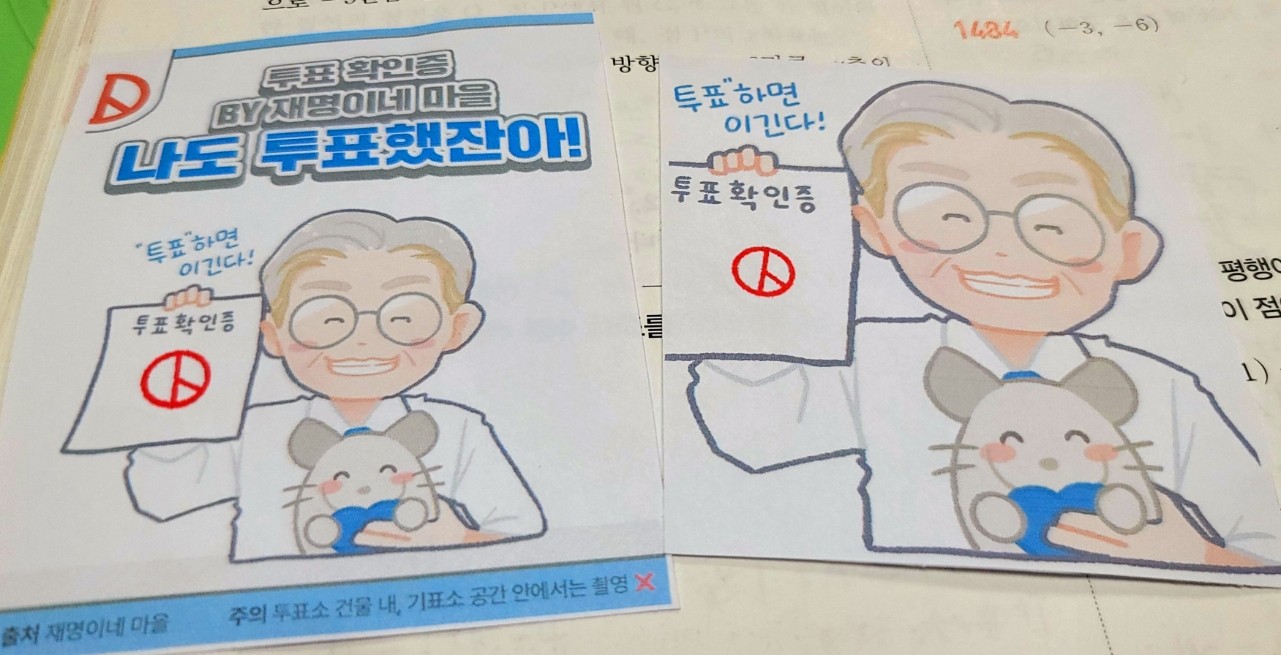 투표 확인증
BY 재명이네 마을
나도 투표했잖아!
"투표"하면
이긴다!
투표확인증
출처 재명이네 마을
주의 투표소 건물 내, 기표소 공간 안에서는 촬영 X
투표"하면
이긴다!
투표확인증
1484 (-3, -6)
방향
평행
이 점
1)